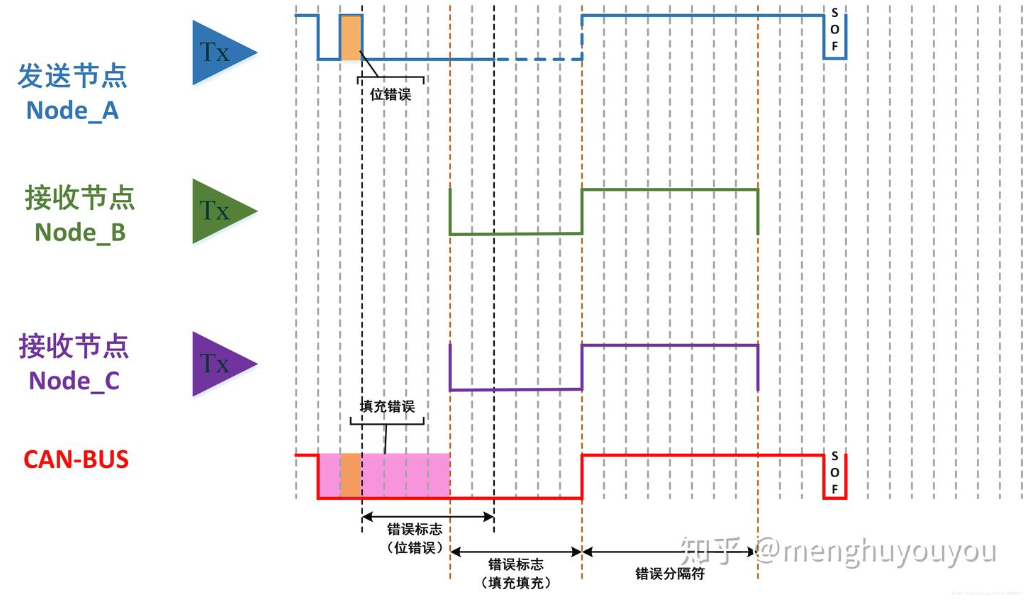 发送节点
Node_A
Tx
位错误
S
O
F
接收节点
Node_B
Tx
接收节点
Node_C
Tx
填充错误
CAN-BUS
S
O
F
错误标志
（位错误）
错误标志
（填充填充）
错误分隔符
知乎 @menghuyouyou